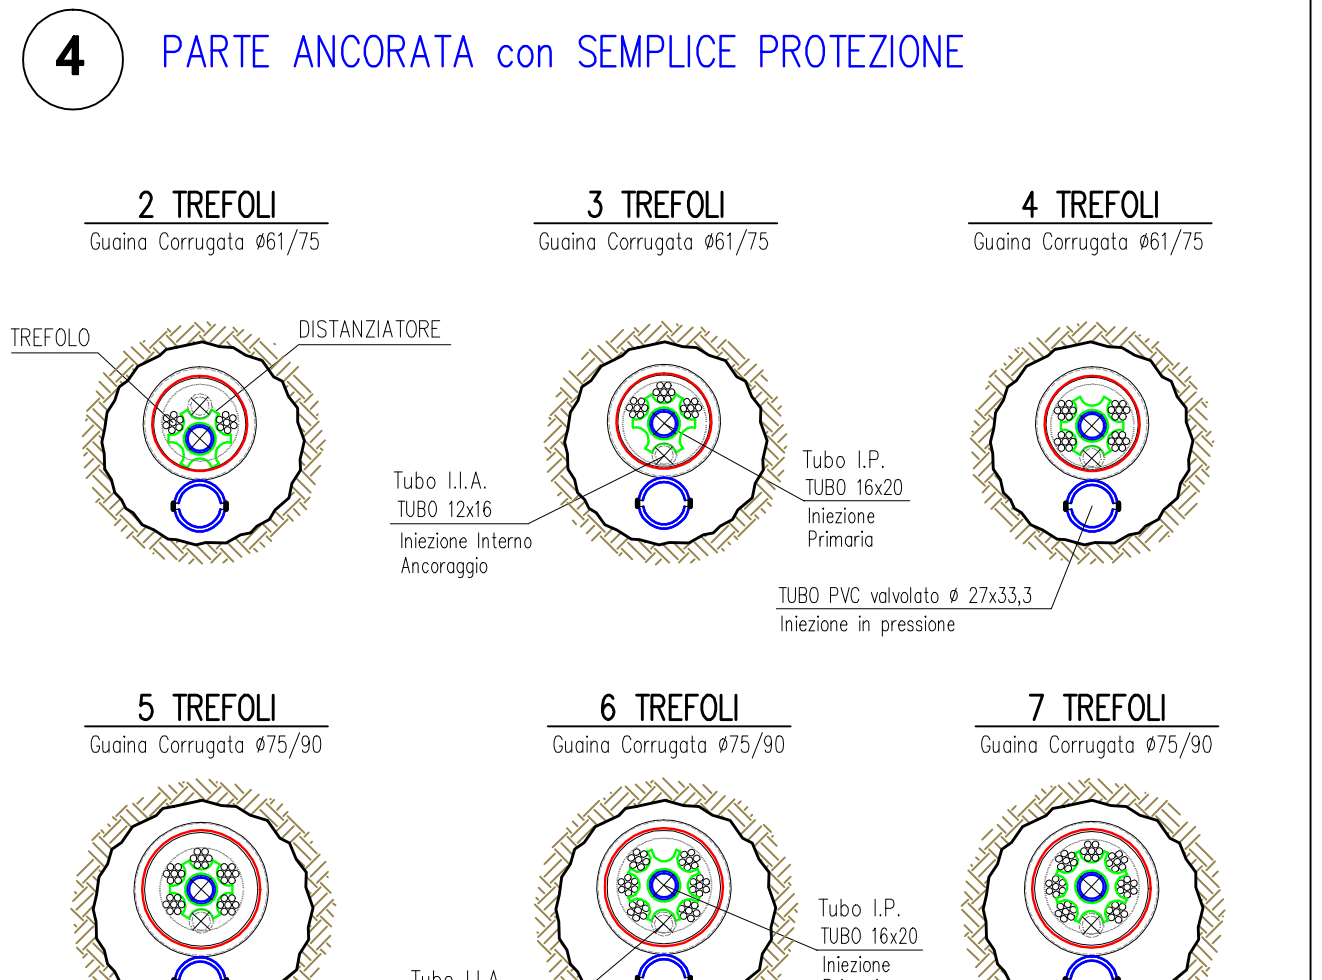 4
PARTE ANCORATA con SEMPLICE PROTEZIONE
2 TREFOLI
Guaina Corrugata ø61/75
3 TREFOLI
Guaina Corrugata ø61/75
4 TREFOLI
Guaina Corrugata ø61/75
TREFOLO
DISTANZIATORE
Tubo I.I.A.
TUBO 12x16
Iniezione Interno
Ancoraggio
Tubo I.P.
TUBO 16x20
Iniezione
Primaria
TUBO PVC valvolato ø 27x33,3
Iniezione in pressione
5 TREFOLI
Guaina Corrugata ø75/90
6 TREFOLI
Guaina Corrugata ø75/90
7 TREFOLI
Guaina Corrugata ø75/90
Tubo I.P.
TUBO 16x20
Iniezione
Tubo I.I.A.